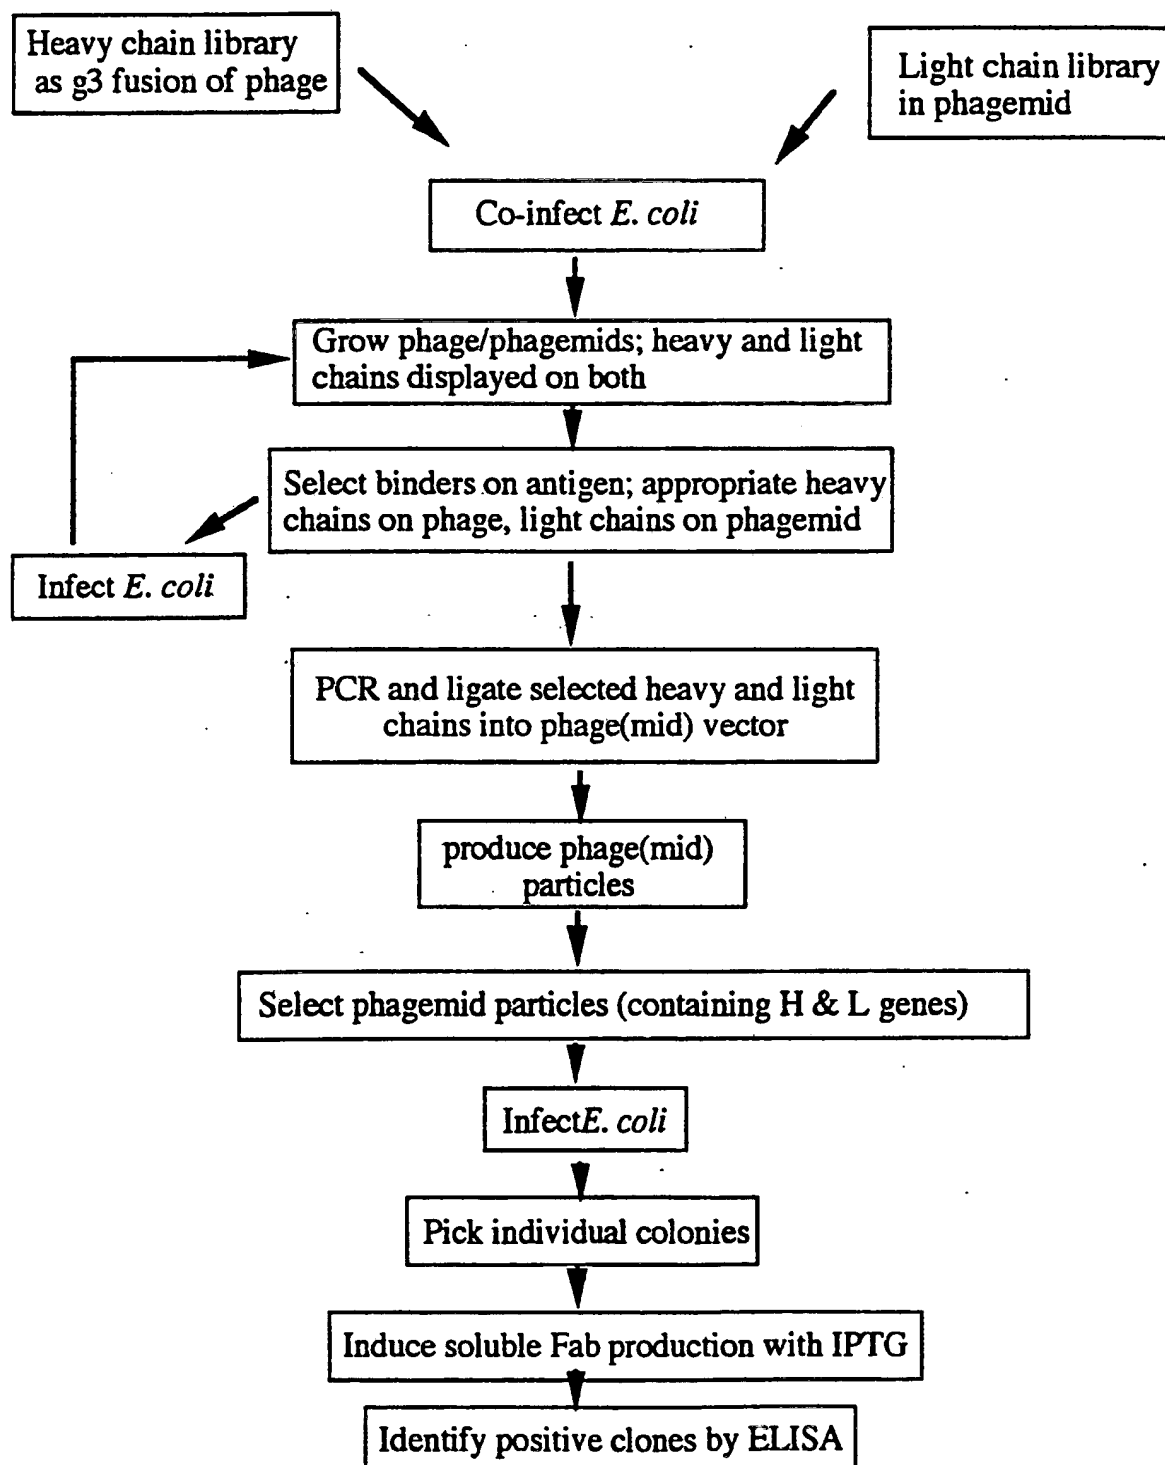 Heavy chain library
as g3 fusion of phage
Light chain library
in phagemid
Co-infect E. coli
Grow phage/phagemids; heavy and light
chains displayed on both
Select binders on antigen; appropriate heavy
chains on phage, light chains on phagemid
Infect E. coli
PCR and ligate selected heavy and light
chains into phage(mid) vector
produce phage(mid)
particles
Select phagemid particles (containing H & L genes)
InfectE. coli
Pick individual colonies
Induce soluble Fab production with IPTG
Identify positive clones by ELISA